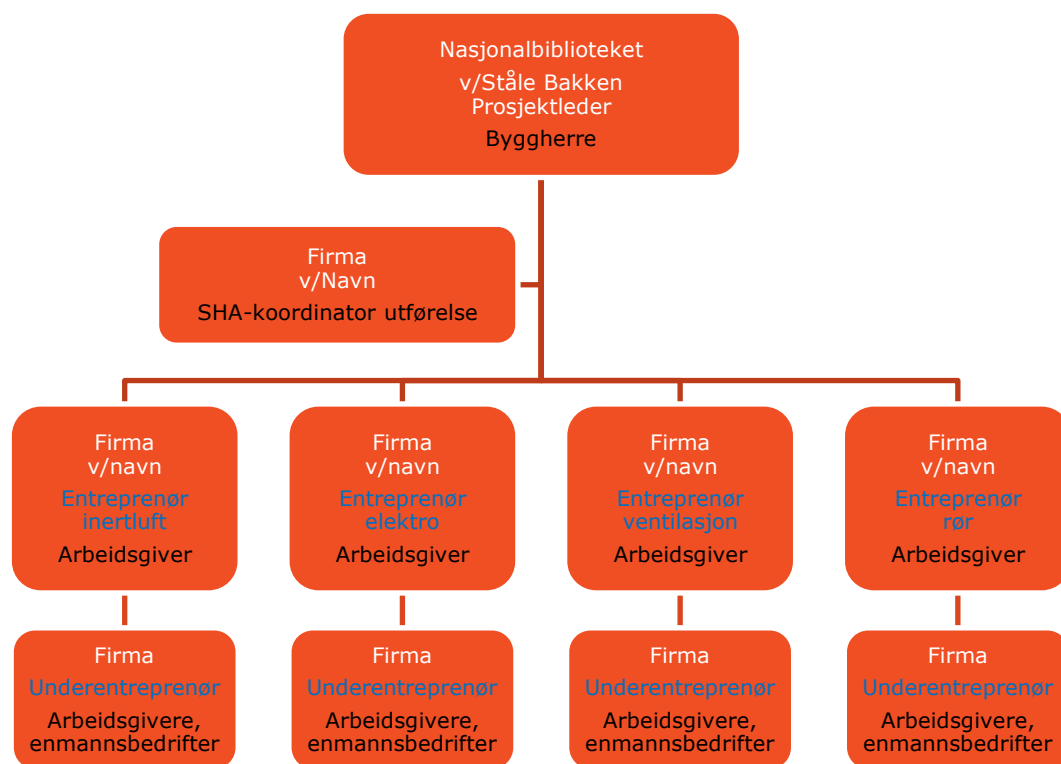 Nasjonalbiblioteket
v/Ståle Bakken
Prosjektleder
Byggherre
Firma
v/Navn
SHA-koordinator utførelse
Firma
v/navn
Entreprenør
inertluft
Arbeidsgiver
Firma
v/navn
Entreprenør
elektro
Arbeidsgiver
Firma
v/navn
Entreprenør
ventilasjon
Arbeidsgiver
Firma
v/navn
Entreprenør
rør
Arbeidsgiver
Firma
Underentreprenør
Arbeidsgivere,
enmannsbedrifter
Firma
Underentreprenør
Arbeidsgivere,
enmannsbedrifter
Firma
Underentreprenør
Arbeidsgivere,
enmannsbedrifter
Firma
Underentreprenør
Arbeidsgivere,
enmannsbedrifter